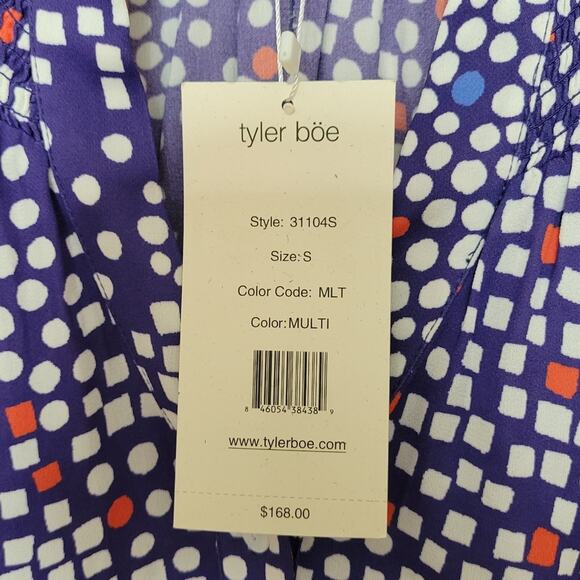 tyler böe
Style: 31104S
Size: S
Color Code: MLT
Color: MULTI
8 46054 38438 9
www.tylerboe.com
$168.00